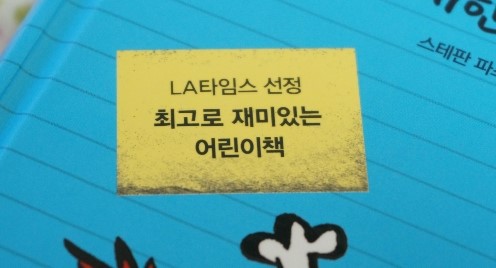 스테판 파
LA타임스 선정
최고로 재미있는
어린이책